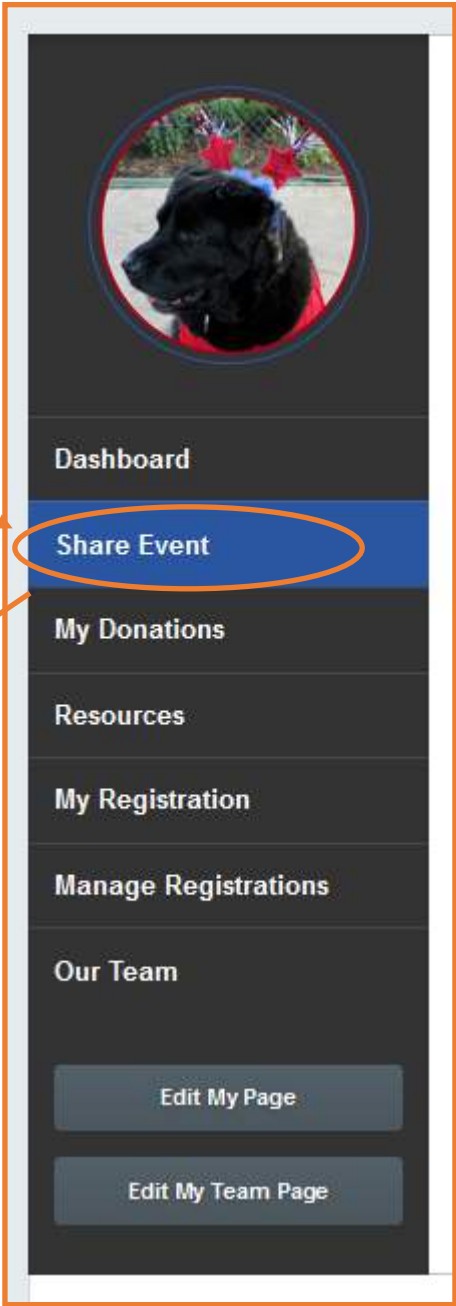 Dashboard
Share Event
My Donations
Resources
My Registration
Manage Registrations
Our Team
Edit My Page
Edit My Team Page